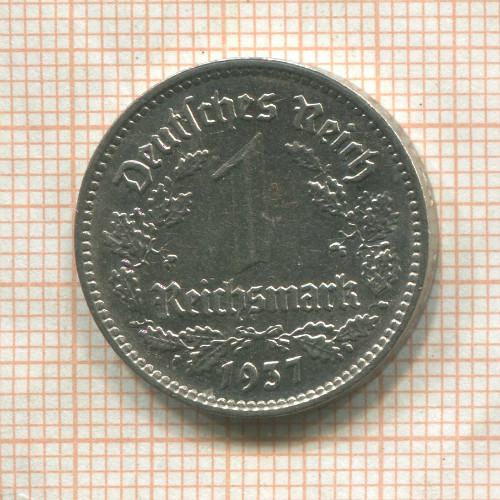 Deutsches Reich
1
Reichsmark
1937